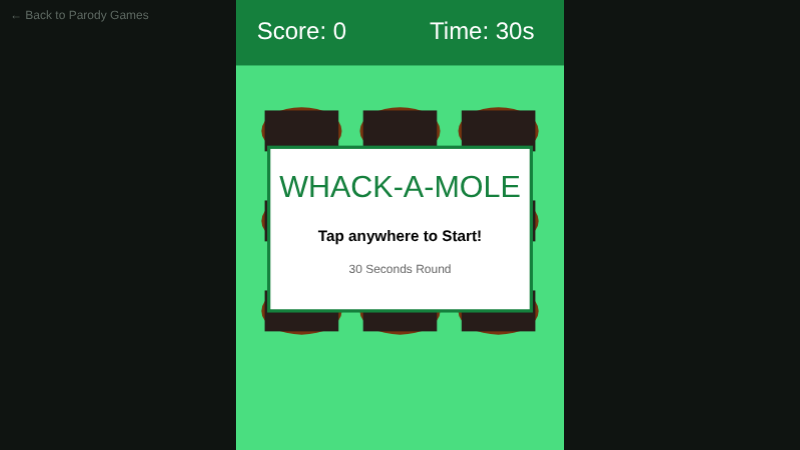 ← Back to Parody Games
Score: 0
Time: 30s
WHACK-A-MOLE
Tap anywhere to Start!
30 Seconds Round